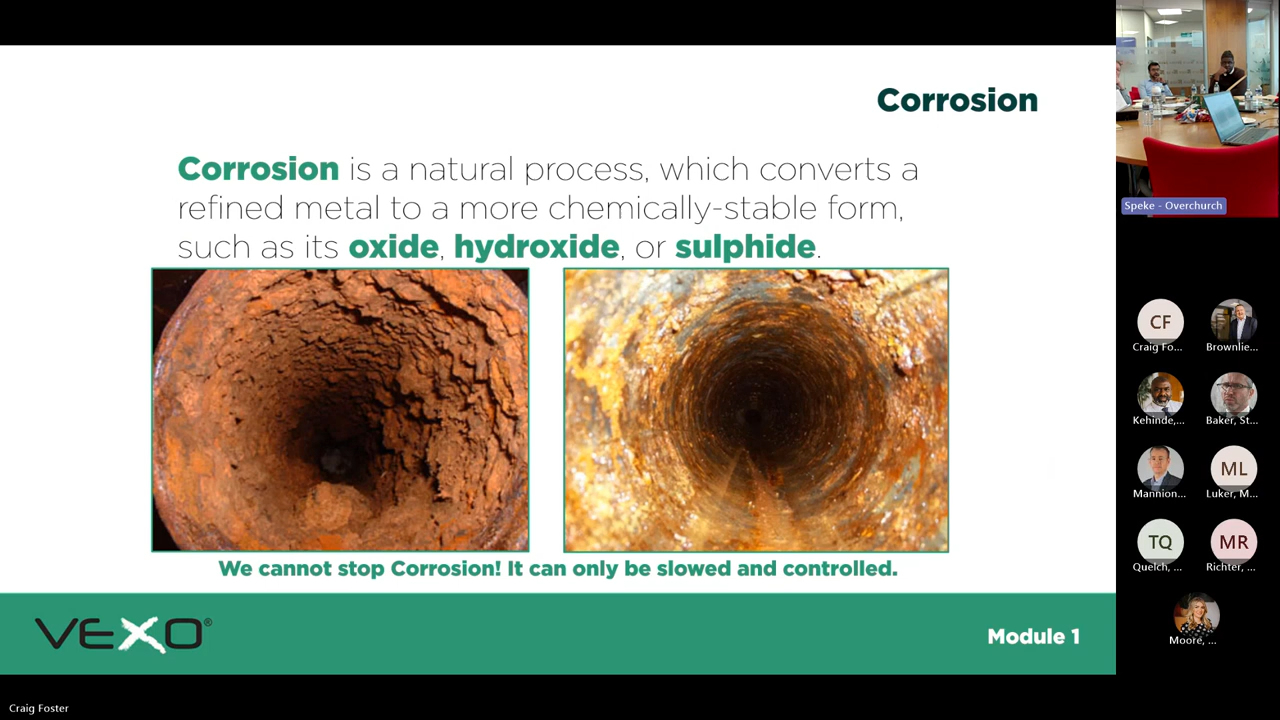 Corrosion
Corrosion is a natural process, which converts a
refined metal to a more chemically-stable form,
such as its oxide, hydroxide, or sulphide.
We cannot stop Corrosion! It can only be slowed and controlled.
VEXO®
Module 1
Craig Foster
Speke - Overchurch
CF
Craig Fo...
Brownlie...
Kehinde,...
Baker, St...
Mannion...
ML
Luker, M...
TQ
Quelch, ...
MR
Richter, ...
Moore, ...